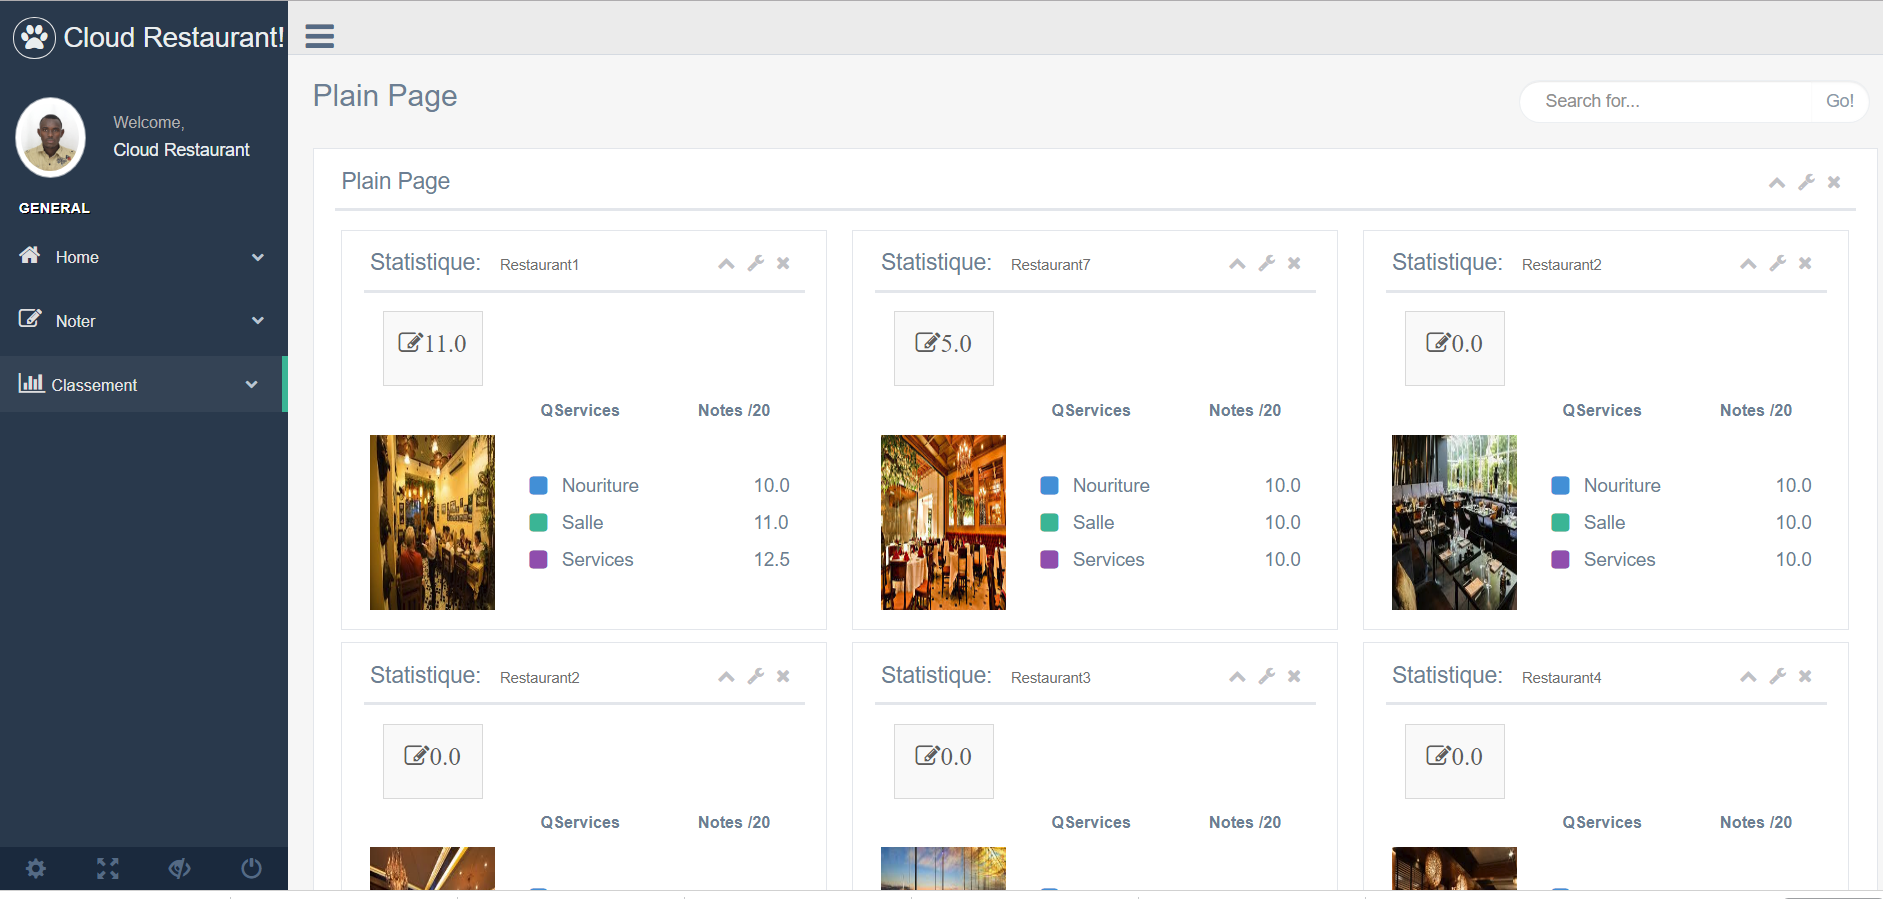 Cloud Restaurant!
Welcome,
Cloud Restaurant
GENERAL
Home
Noter
Classement
Plain Page
Search for... Go!
Plain Page
Statistique: Restaurant1
11.0
QServices Notes /20
Nouriture 10.0
Salle 11.0
Services 12.5
Statistique: Restaurant7
5.0
QServices Notes /20
Nouriture 10.0
Salle 10.0
Services 10.0
Statistique: Restaurant2
0.0
QServices Notes /20
Nouriture 10.0
Salle 10.0
Services 10.0
Statistique: Restaurant2
0.0
QServices Notes /20
Statistique: Restaurant3
0.0
QServices Notes /20
Statistique: Restaurant4
0.0
QServices Notes /20